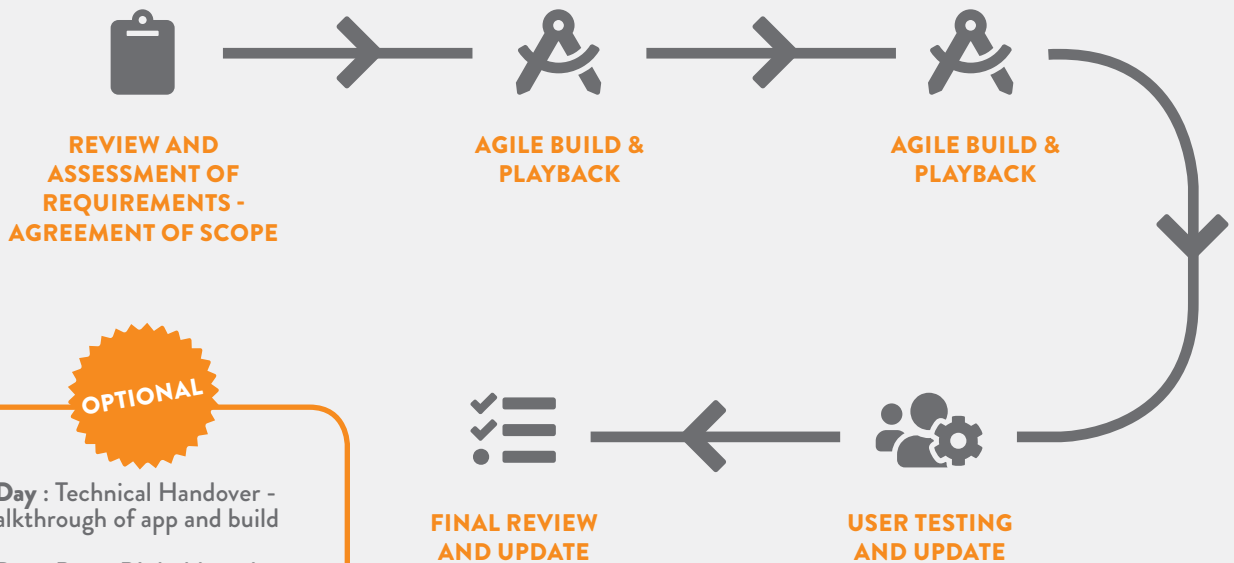 REVIEW AND
ASSESSMENT OF
REQUIREMENTS -
AGREEMENT OF SCOPE
AGILE BUILD &
PLAYBACK
AGILE BUILD &
PLAYBACK
USER TESTING
AND UPDATE
FINAL REVIEW
AND UPDATE
OPTIONAL
Day : Technical Handover -
of app and build